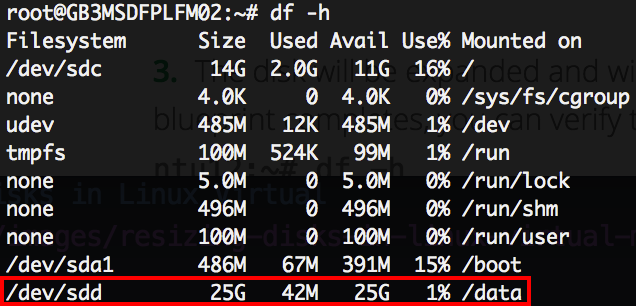 root@GB3MSDFPLFM02:~# df -h
Filesystem Size Used Avail Use% Mounted on
/dev/sdc 14G 2.0G 11G 16% /
none 4.0K 0 4.0K 0% /sys/fs/cgroup
udev 485M 12K 485M 1% /dev
tmpfs 100M 524K 99M 1% /run
none 5.0M 0 5.0M 0% /run/lock
none 496M 0 496M 0% /run/shm
none 100M 0 100M 0% /run/user
/dev/sda1 486M 67M 391M 15% /boot
/dev/sdd 25G 42M 25G 1% /data